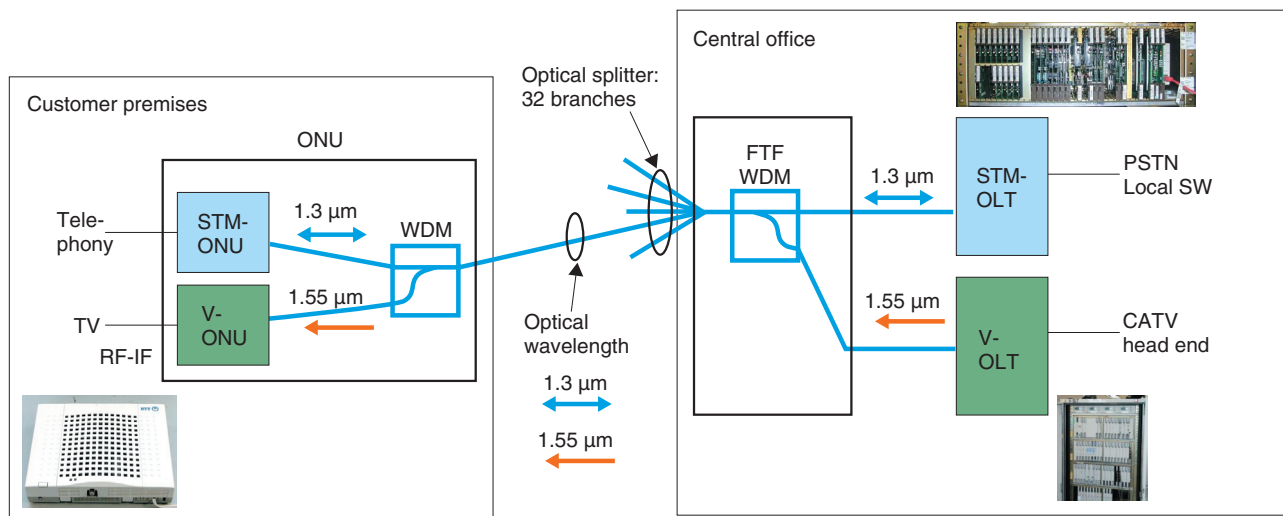 Customer premises
ONU
Tele-
phony
STM-
ONU
1.3 μm
WDM
TV
V-
ONU
1.55 μm
RF-IF
Optical splitter:
32 branches
Optical
wavelength
1.3 μm
1.55 μm
Central office
FTF
WDM
1.3 μm
STM-
OLT
PSTN
Local SW
1.55 μm
V-
OLT
CATV
head end